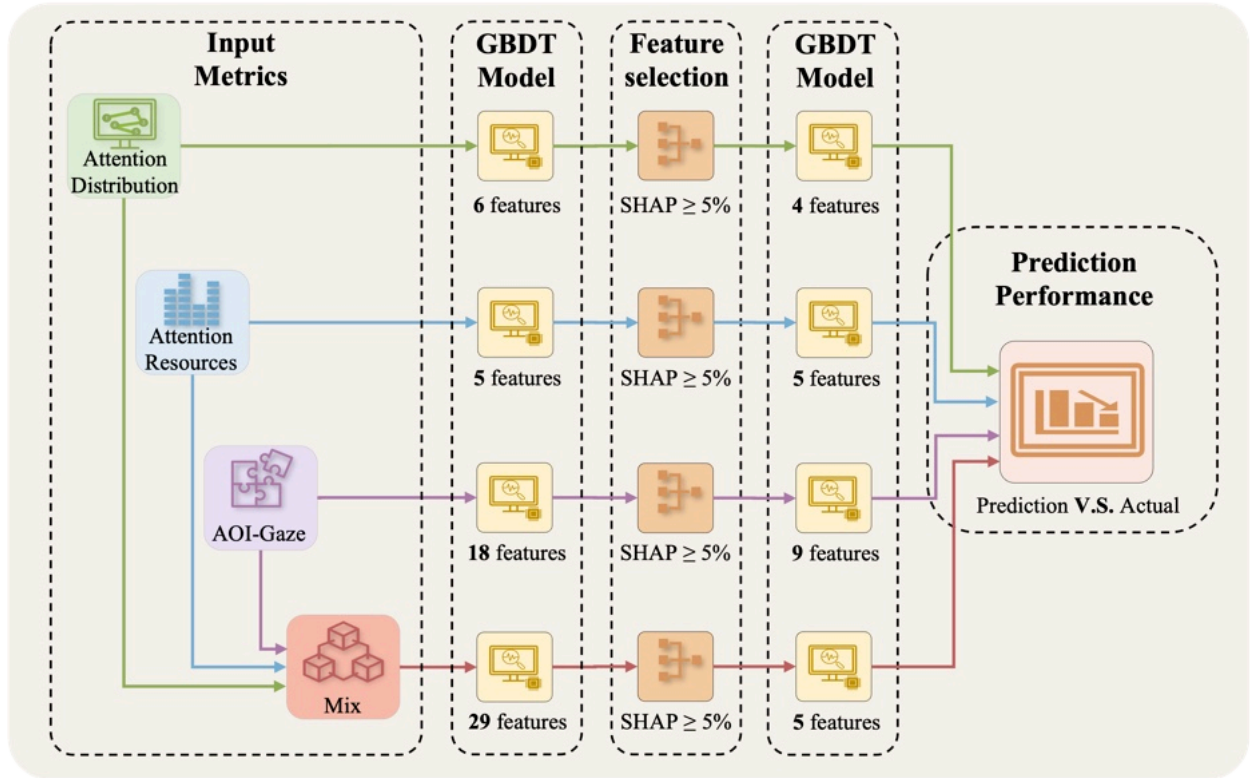 Input
Metrics
GBDT
Model
Feature
selection
GBDT
Model
Attention
Distribution
6 features
SHAP ≥ 5%
4 features
Attention
Resources
5 features
SHAP ≥ 5%
5 features
AOI-Gaze
18 features
SHAP ≥ 5%
9 features
Mix
29 features
SHAP ≥ 5%
5 features
Prediction
Performance
Prediction V.S. Actual